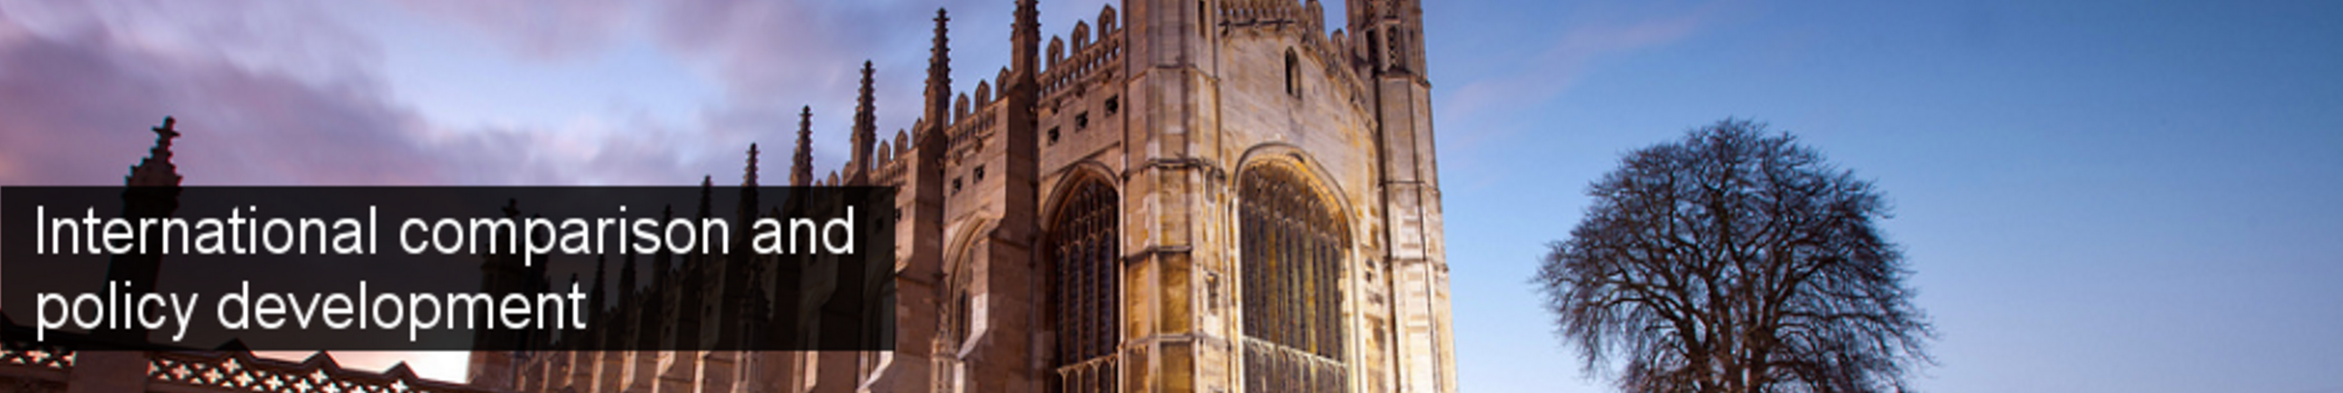 International comparison and
policy development